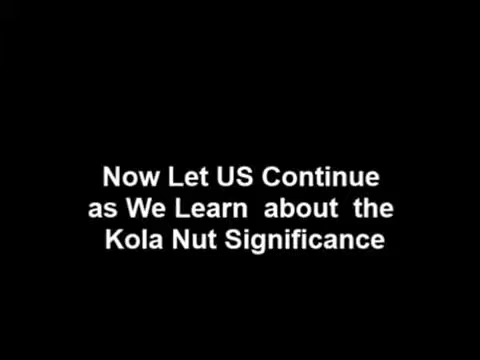 Now Let US Continue
as We Learn about the
Kola Nut Significance